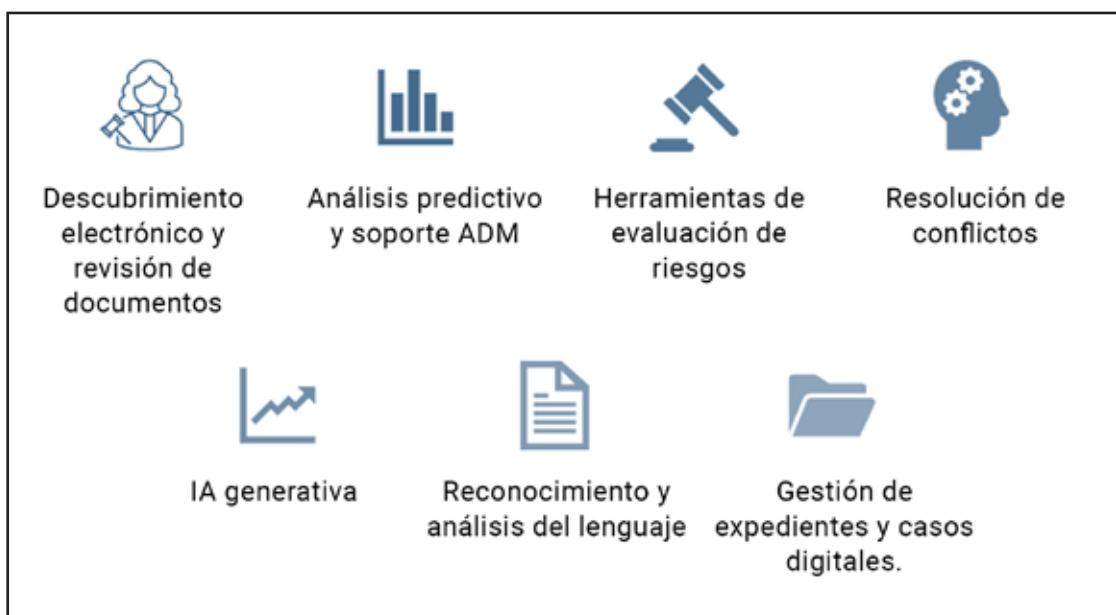 Descubrimiento
electrónico y
revisión de
documentos
Análisis predictivo
y soporte ADM
Herramientas de
evaluación de
riesgos
Resolución de
conflictos
IA generativa
Reconocimiento y
análisis del lenguaje
Gestión de
expedientes y casos
digitales.